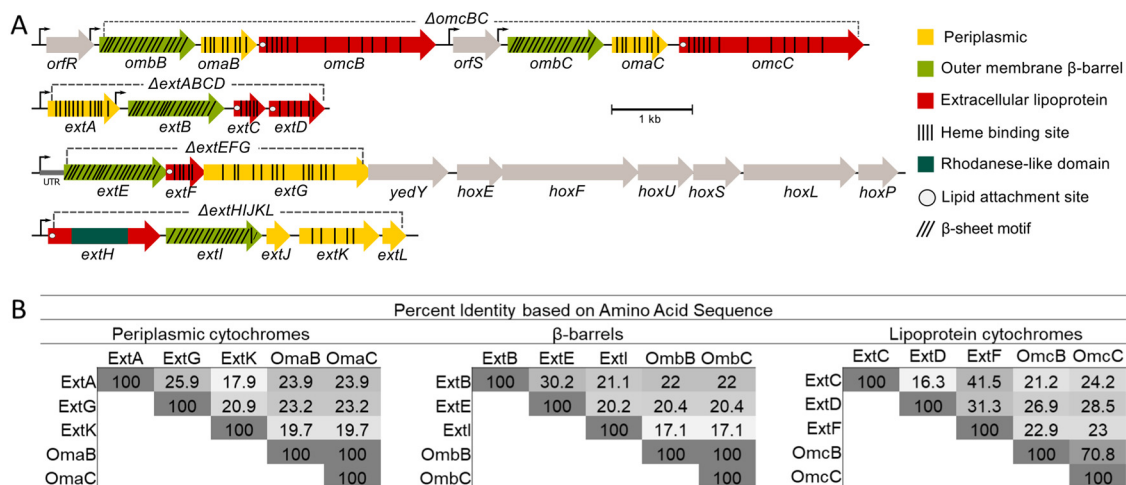 A
ΔomcBC
orfR ombB omaB omcB orfS ombC omaC omcC
ΔextABCD
extA extB extC extD
1 kb
ΔextEFG
UTR
extE extF extG yedY hoxE hoxF hoxU hoxS hoxL hoxP
ΔextHIJKL
extH extI extJ extK extL
Periplasmic
Outer membrane β-barrel
Extracellular lipoprotein
Heme binding site
Rhodanese-like domain
Lipid attachment site
β-sheet motif
B
Percent Identity based on Amino Acid Sequence
Periplasmic cytochromes β-barrels Lipoprotein cytochromes
ExtA ExtG ExtK OmaB OmaC ExtB ExtE ExtI OmbB OmbC ExtC ExtD ExtF OmcB OmcC
ExtA 100 25.9 17.9 23.9 23.9 ExtB 100 30.2 21.1 22 22 ExtC 100 16.3 41.5 21.2 24.2
ExtG 100 20.9 23.2 23.2 ExtE 100 20.2 20.4 20.4 ExtD 100 31.3 26.9 28.5
ExtK 100 19.7 19.7 ExtI 100 17.1 17.1 ExtF 100 22.9 23
OmaB 100 100 OmbB 100 100 OmcB 100 70.8
OmaC 100 OmbC 100 OmcC 100